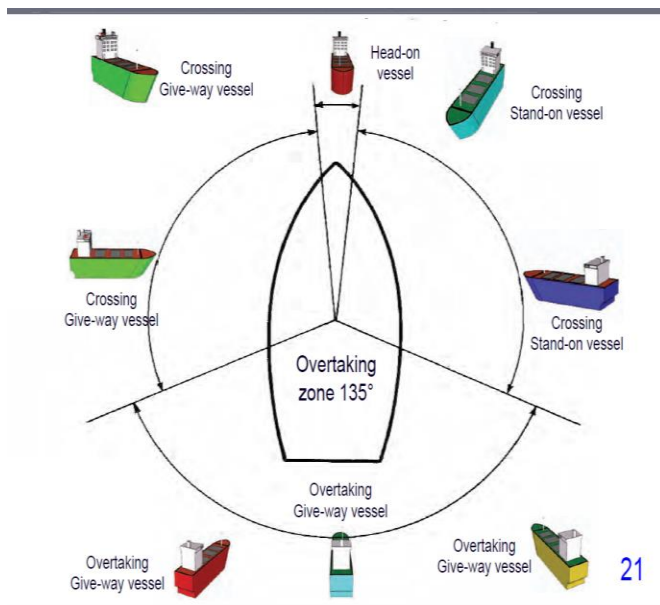 Crossing
Give-way vessel
Head-on
vessel
Crossing
Stand-on vessel
Crossing
Give-way vessel
Crossing
Stand-on vessel
Overtaking
zone 135°
Overtaking
Give-way vessel
Overtaking
Give-way vessel
Overtaking
Give-way vessel
21